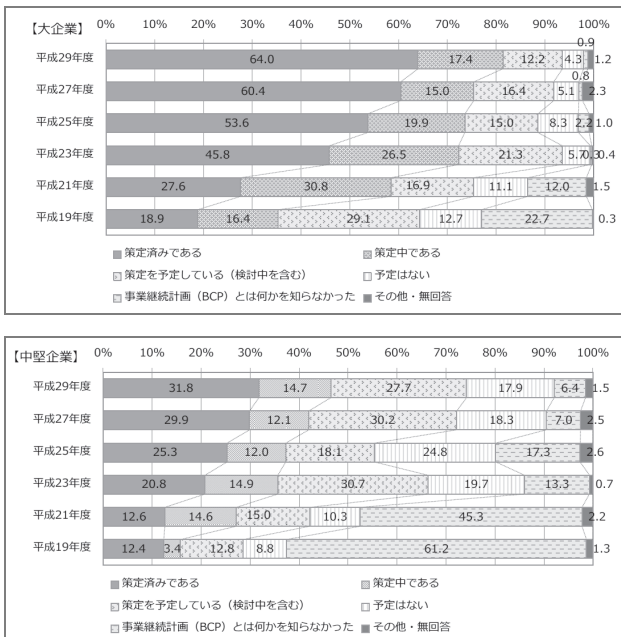 【大企業】 0% 10% 20% 30% 40% 50% 60% 70% 80% 90% 100%
0.9
平成29年度 64.0 17.4 12.2 4.3 1.2
0.8
平成27年度 60.4 15.0 16.4 5.1 2.3
平成25年度 53.6 19.9 15.0 8.3 2.2 1.0
平成23年度 45.8 26.5 21.3 5.7 0.3 0.4
平成21年度 27.6 30.8 16.9 11.1 12.0 1.5
平成19年度 18.9 16.4 29.1 12.7 22.7 0.3
策定済みである 策定中である
策定を予定している（検討中を含む） 予定はない
事業継続計画（BCP）とは何かを知らなかった その他・無回答
【中堅企業】 0% 10% 20% 30% 40% 50% 60% 70% 80% 90% 100%
平成29年度 31.8 14.7 27.7 17.9 6.4 1.5
平成27年度 29.9 12.1 30.2 18.3 7.0 2.5
平成25年度 25.3 12.0 18.1 24.8 17.3 2.6
平成23年度 20.8 14.9 30.7 19.7 13.3 0.7
平成21年度 12.6 14.6 15.0 10.3 45.3 2.2
平成19年度 12.4 3.4 12.8 8.8 61.2 1.3
策定済みである 策定中である
策定を予定している（検討中を含む） 予定はない
事業継続計画（BCP）とは何かを知らなかった その他・無回答